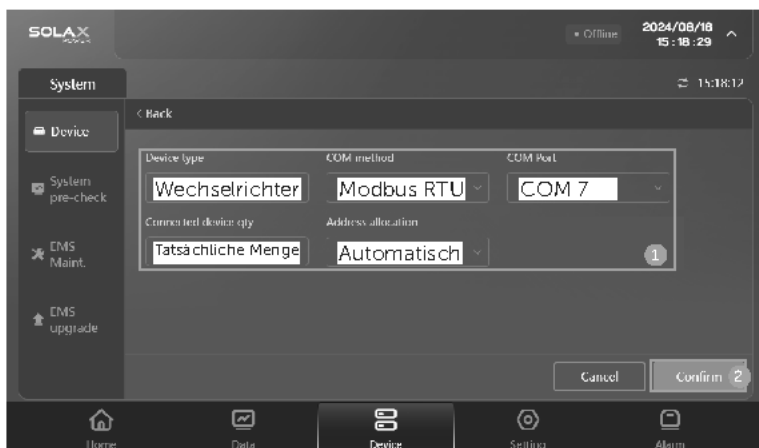 SOLAX
POWER
• Offline
2024/08/18
15:18:29
System
15:18:12
Device
< Back
System
pre-check
EMS
Maint.
EMS
upgrade
Device type
COM method
COM Port
Wechselrichter
Modbus RTU
COM 7
Connected device qty
Address allocation
Tatsächliche Menge
Automatisch
1
Cancel
Confirm
2
Home
Data
Device
Setting
Alarm